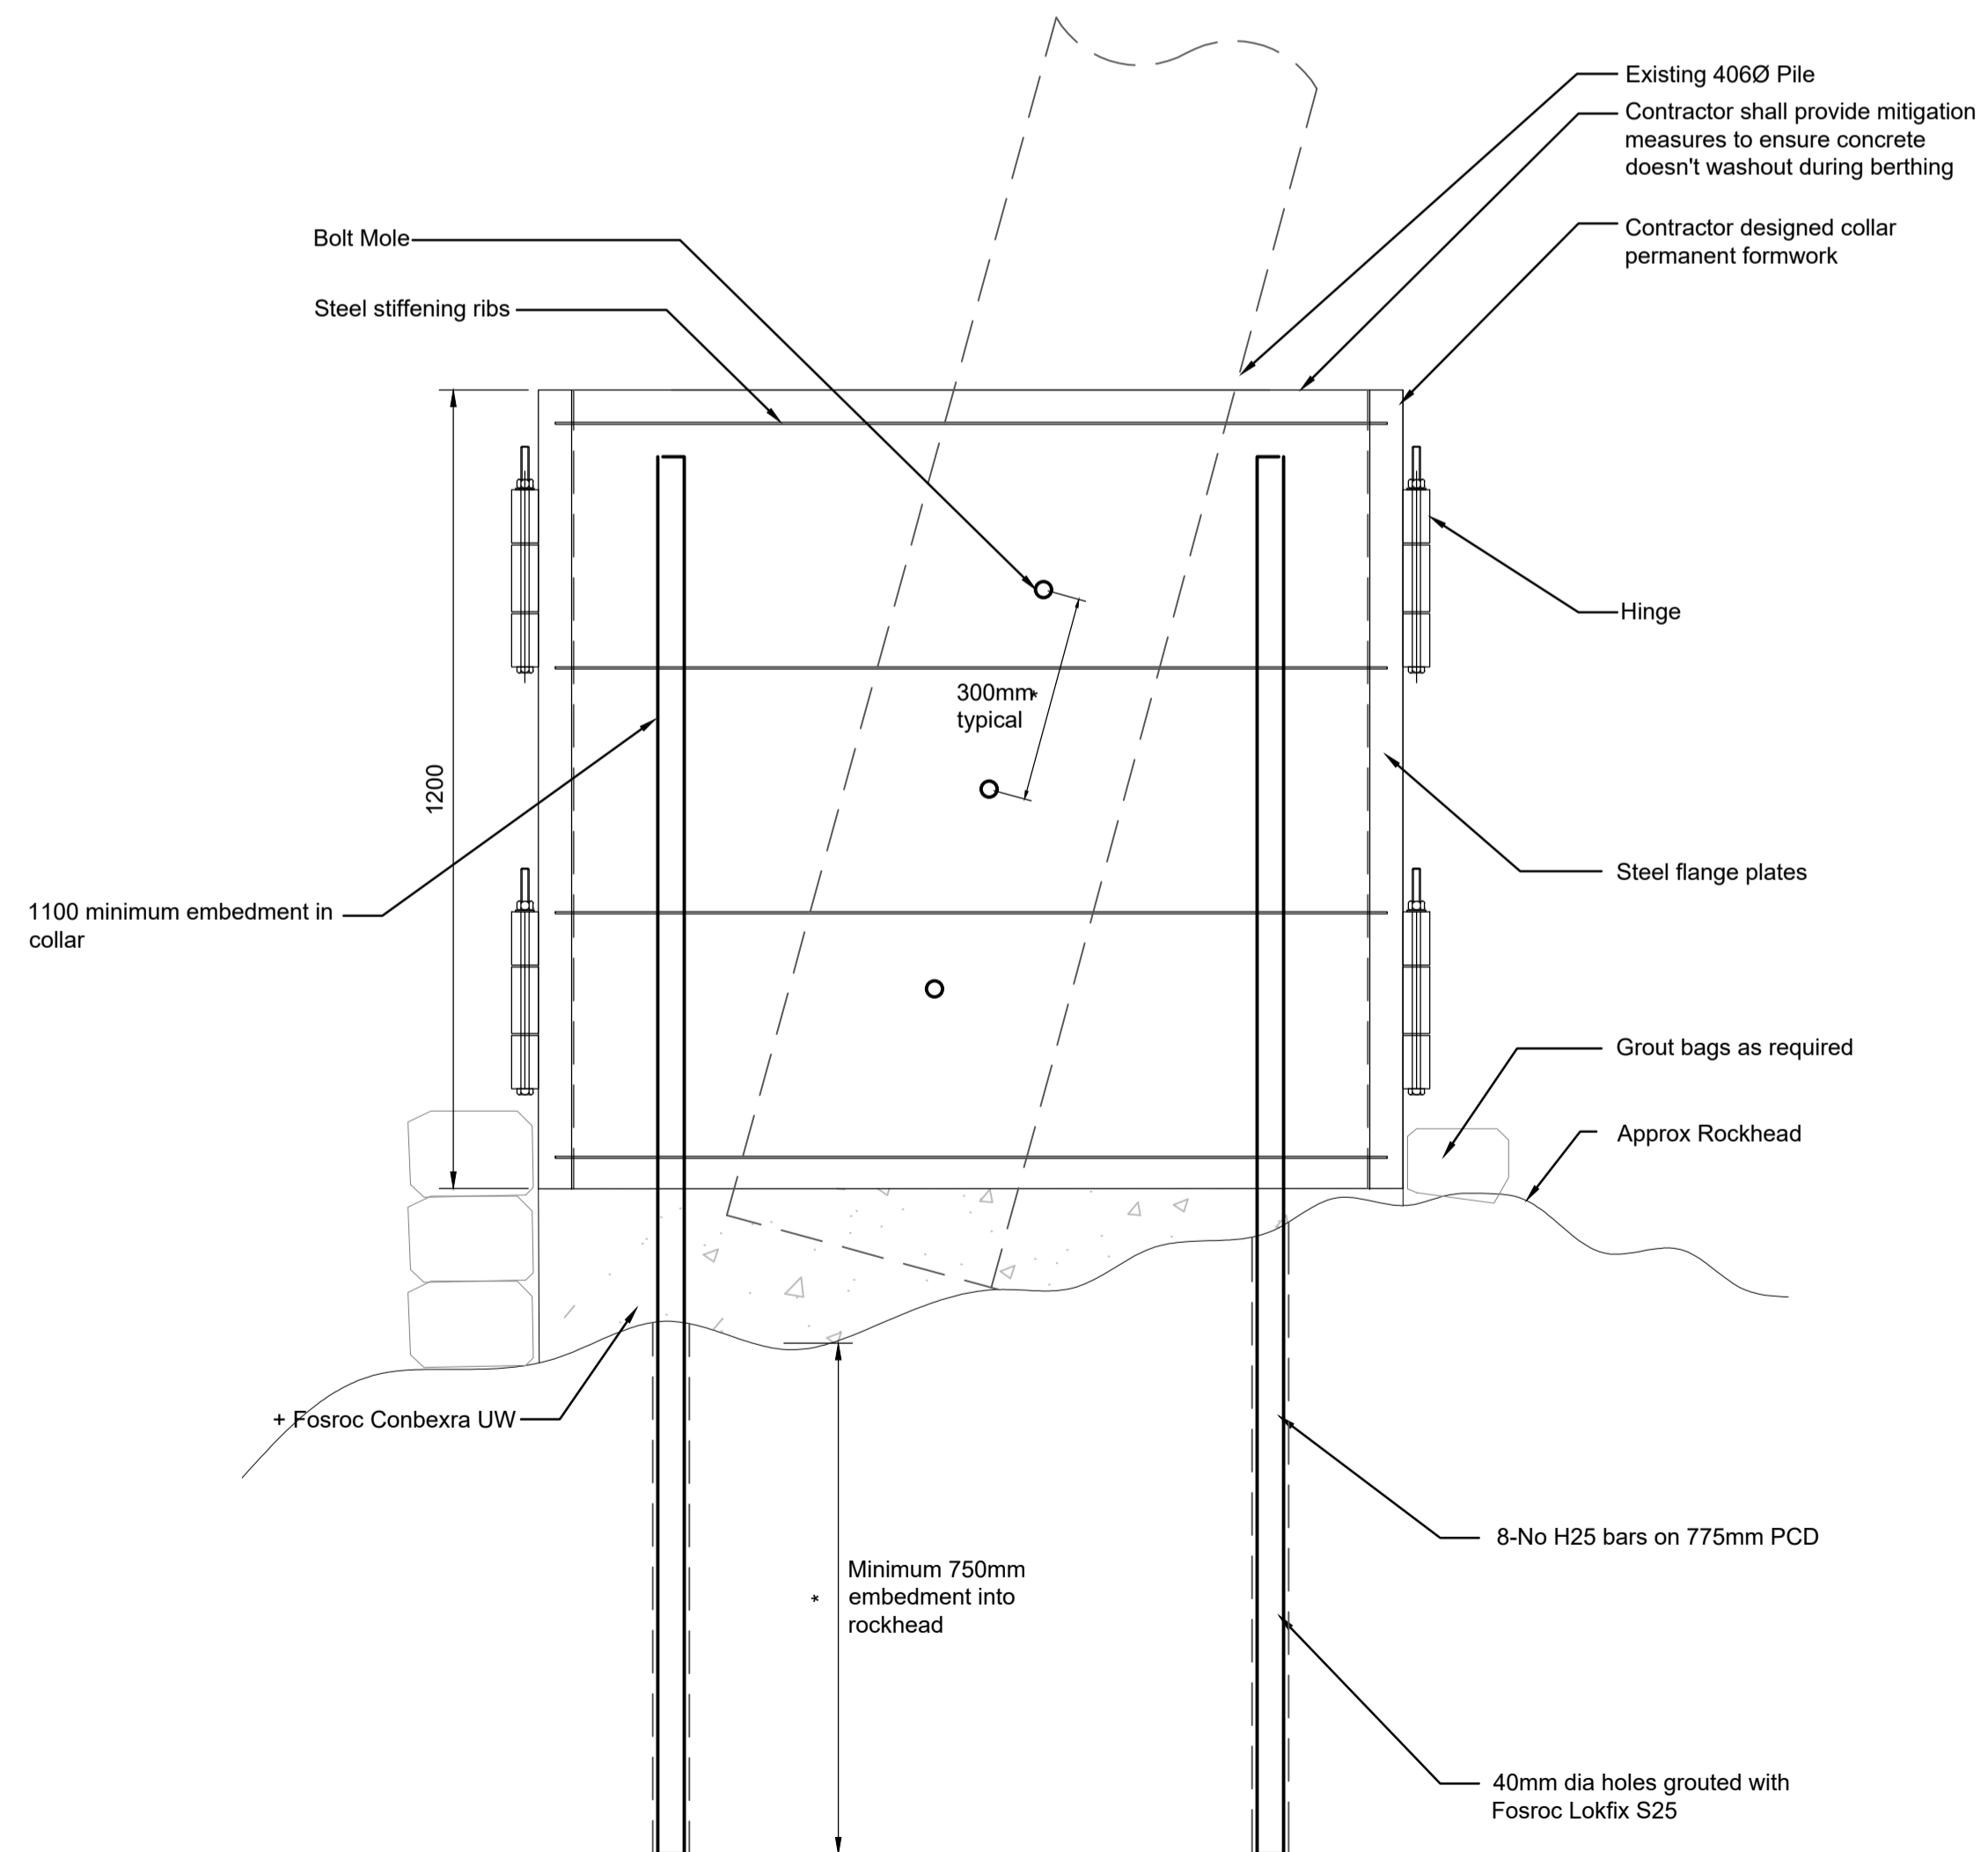 Existing 406Ø Pile
Contractor shall provide mitigation
measures to ensure concrete
doesn't washout during berthing
Bolt Mole
Contractor designed collar
permanent formwork
Steel stiffening ribs
Hinge
300mm*
typical
1200
Steel flange plates
1100 minimum embedment in
collar
Grout bags as required
Approx Rockhead
+ Fosroc Conbexra UW
8-No H25 bars on 775mm PCD
Minimum 750mm
* embedment into
rockhead
40mm dia holes grouted with
Fosroc Lokfix S25